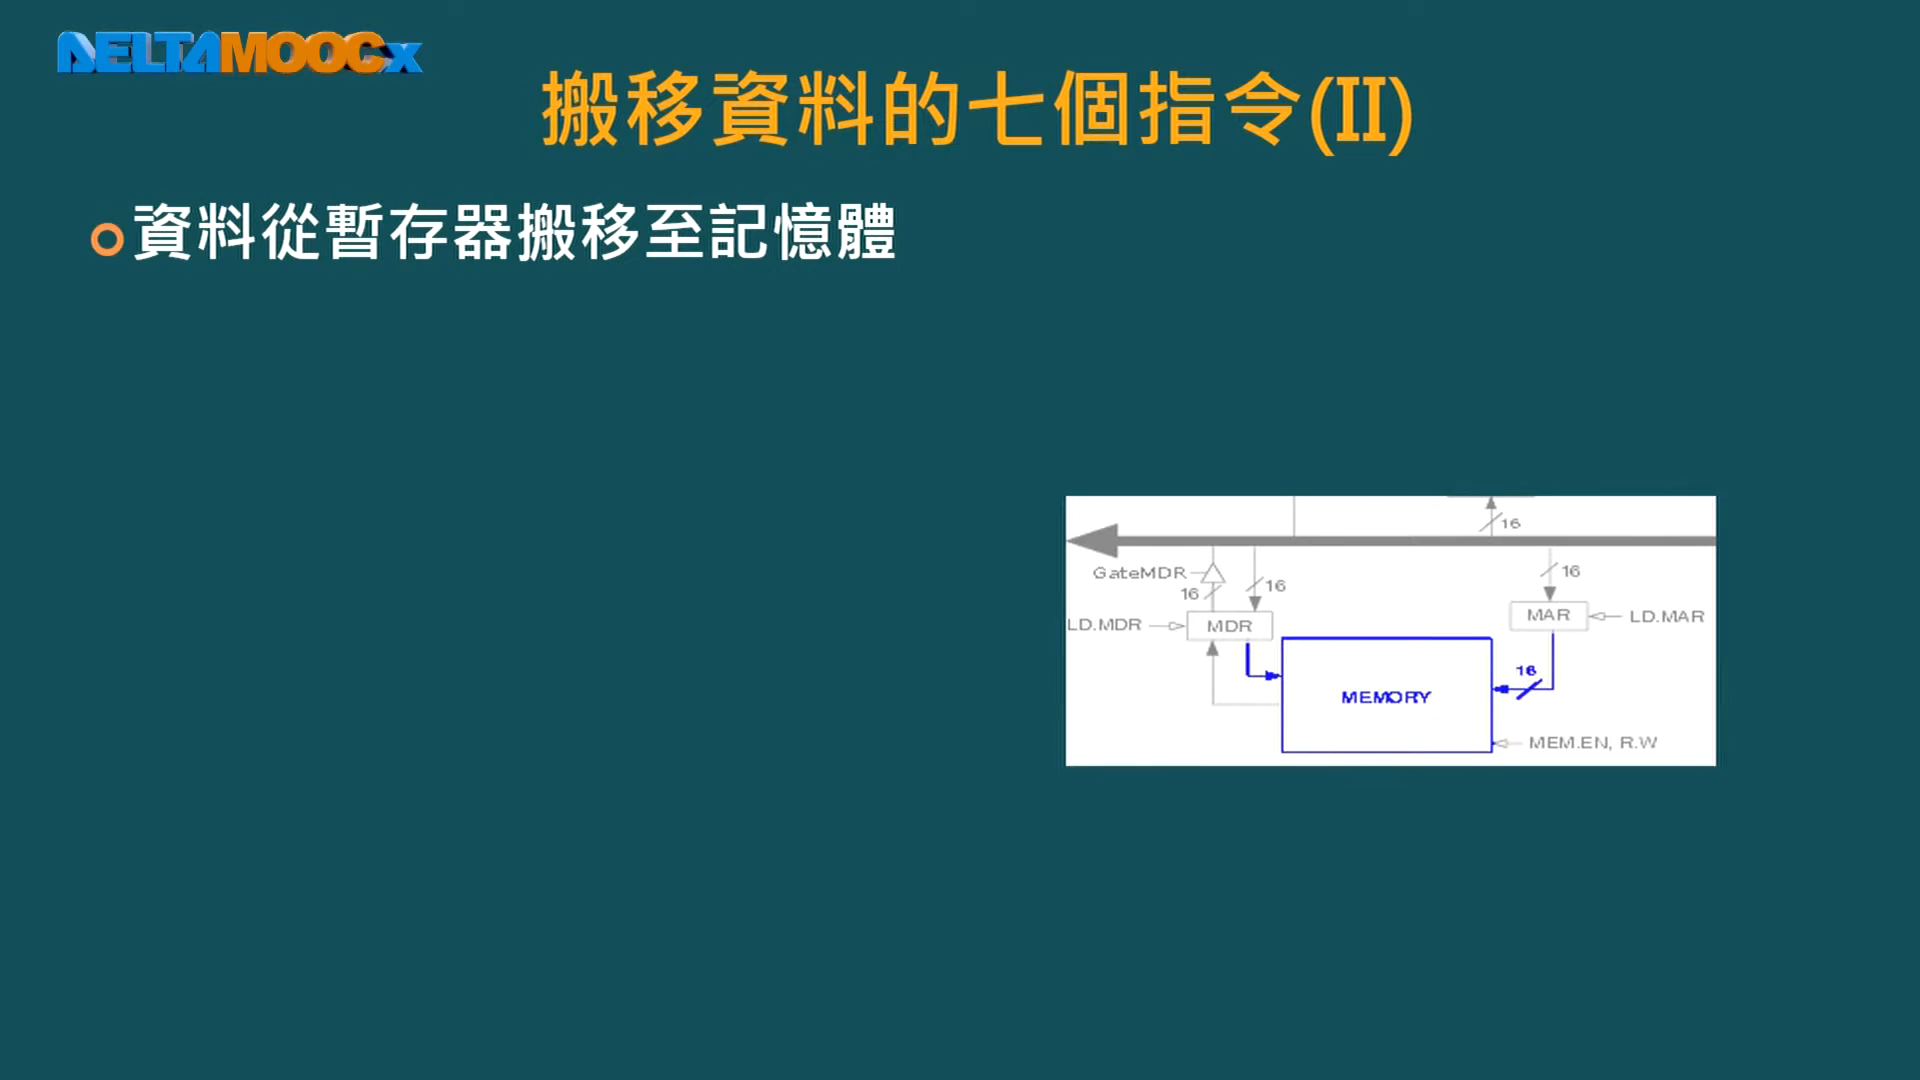 DELTAMOOCx
搬移資料的七個指令(II)
資料從暫存器搬移至記憶體
16
GateMDR
16
16
16
LD.MDR
MDR
MAR
LD.MAR
16
MEMORY
MEM.EN, R.W